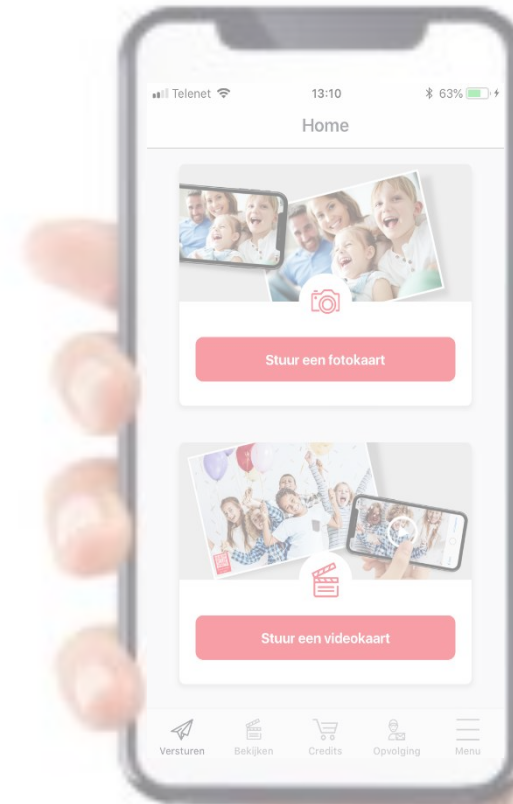 Telenet 13:10 63%
Home
Stuur een fotokaart
Stuur een videokaart
Versturen Bekijken Credits Opvolging Menu